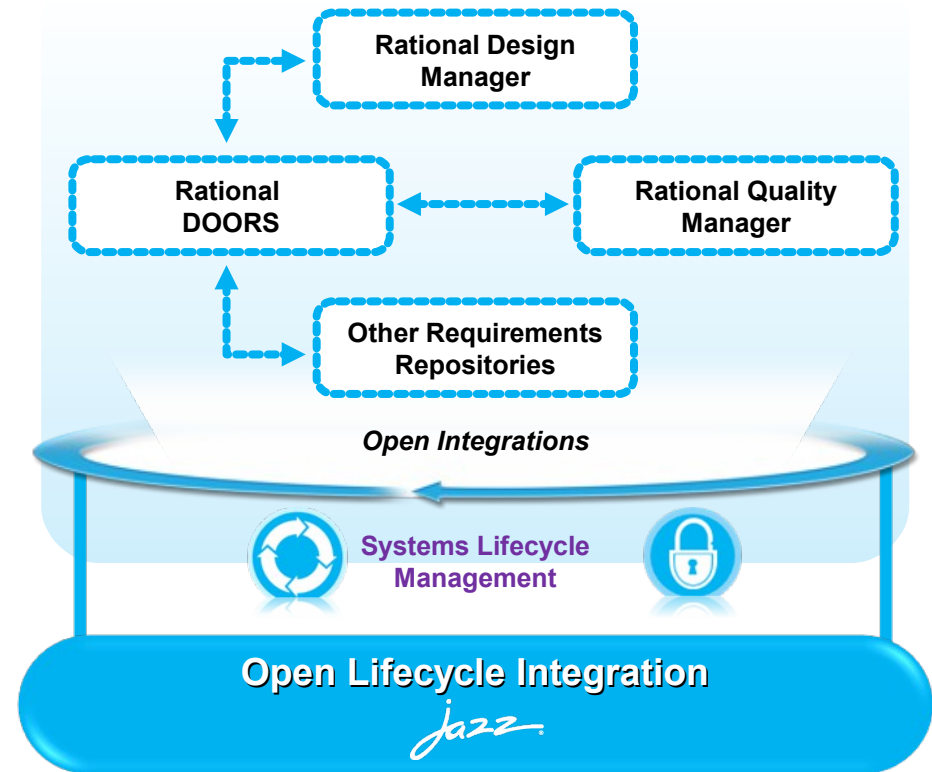 Rational Design
Manager
Rational
DOORS
Rational Quality
Manager
Other Requirements
Repositories
Open Integrations
Systems Lifecycle
Management
Open Lifecycle Integration
jazz